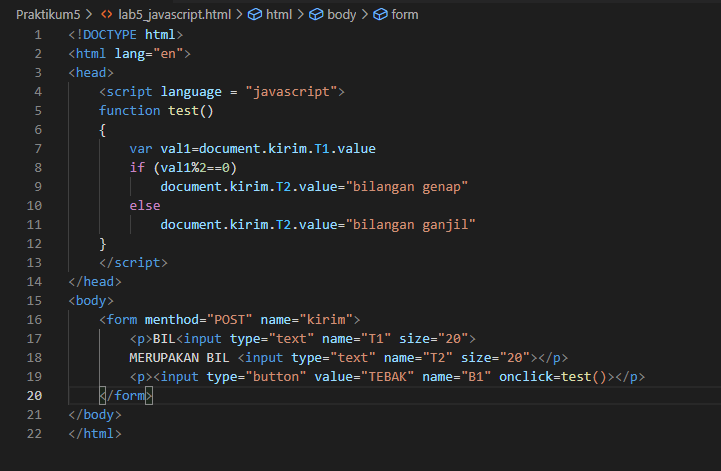 Praktikum5 > lab5_javascript.html > html > body > form
1 <!DOCTYPE html>
2 <html lang="en">
3 <head>
4 <script language = "javascript">
5 function test()
6 {
7 var val1=document.kirim.T1.value
8 if (val1%2==0)
9 document.kirim.T2.value="bilangan genap"
10 else
11 document.kirim.T2.value="bilangan ganjil"
12 }
13 </script>
14 </head>
15 <body>
16 <form menthod="POST" name="kirim">
17 <p>BIL<input type="text" name="T1" size="20">
18 MERUPAKAN BIL <input type="text" name="T2" size="20"></p>
19 <p><input type="button" value="TEBAK" name="B1" onclick=test()></p>
20 </form>
21 </body>
22 </html>